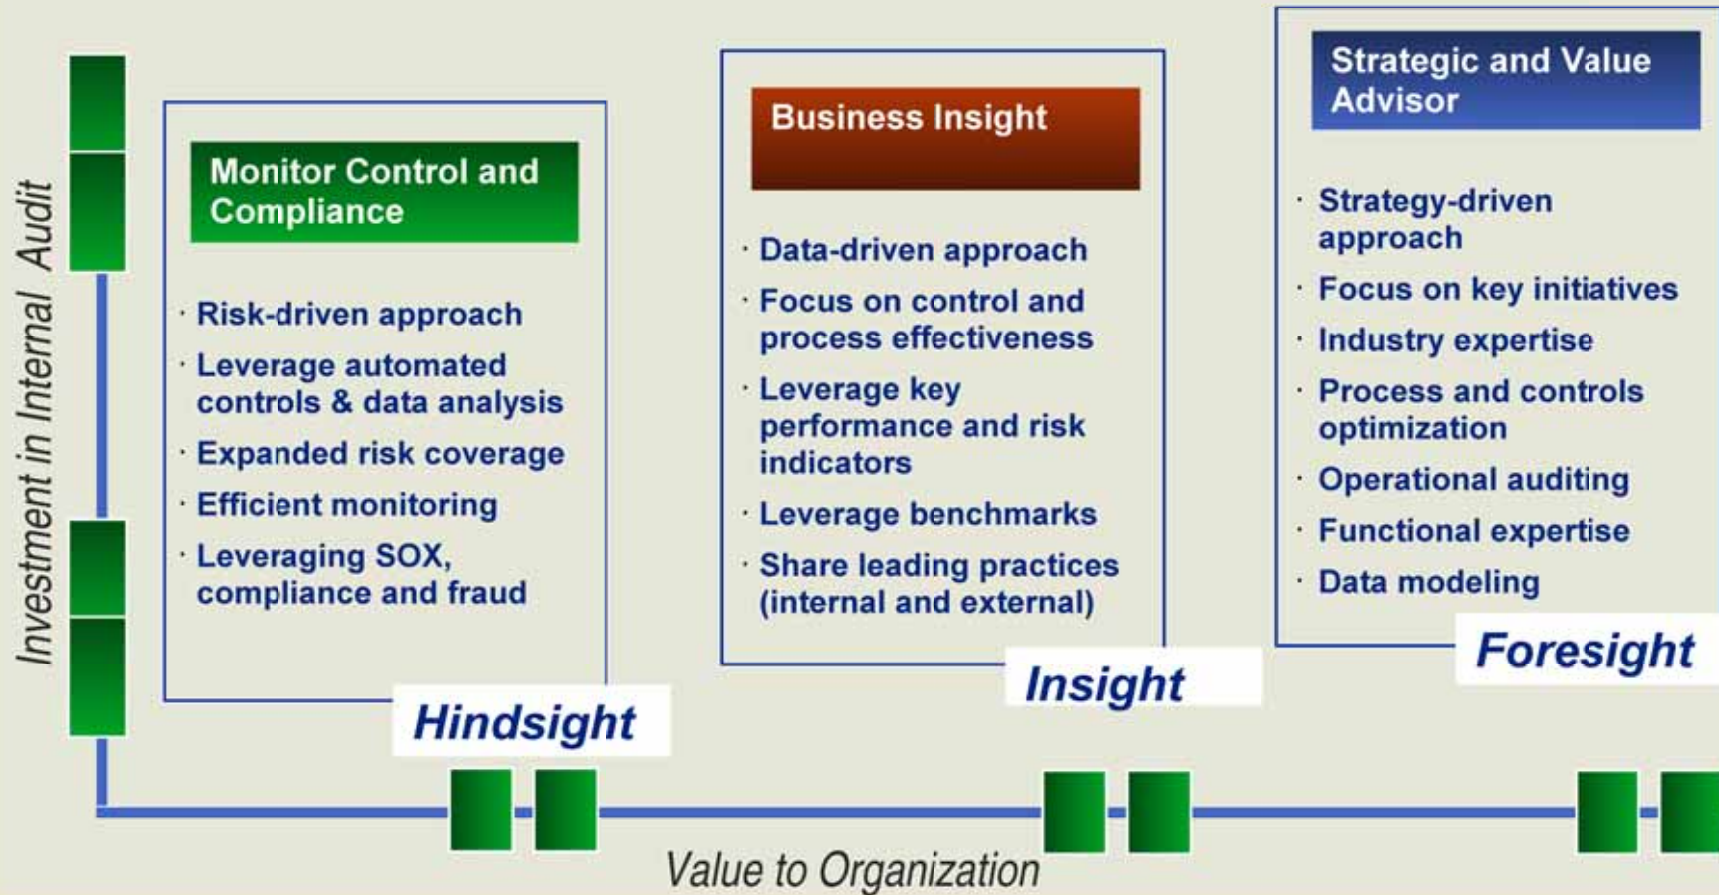 Investment in Internal Audit
Monitor Control and
Compliance
· Risk-driven approach
· Leverage automated
controls & data analysis
· Expanded risk coverage
· Efficient monitoring
· Leveraging SOX,
compliance and fraud
Hindsight
Business Insight
· Data-driven approach
· Focus on control and
process effectiveness
· Leverage key
performance and risk
indicators
· Leverage benchmarks
· Share leading practices
(internal and external)
Insight
Strategic and Value
Advisor
· Strategy-driven
approach
· Focus on key initiatives
· Industry expertise
· Process and controls
optimization
· Operational auditing
· Functional expertise
· Data modeling
Foresight
Value to Organization